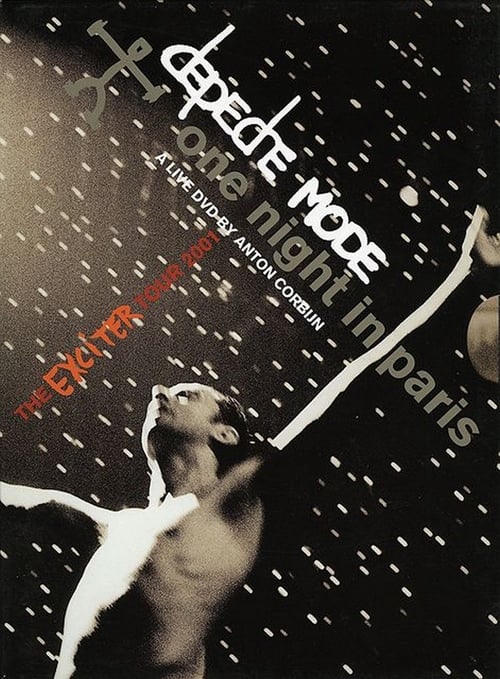 depeche MODE
one night in paris
A LIVE DVD BY ANTON CORBIJN
THE EXCITER TOUR 2001